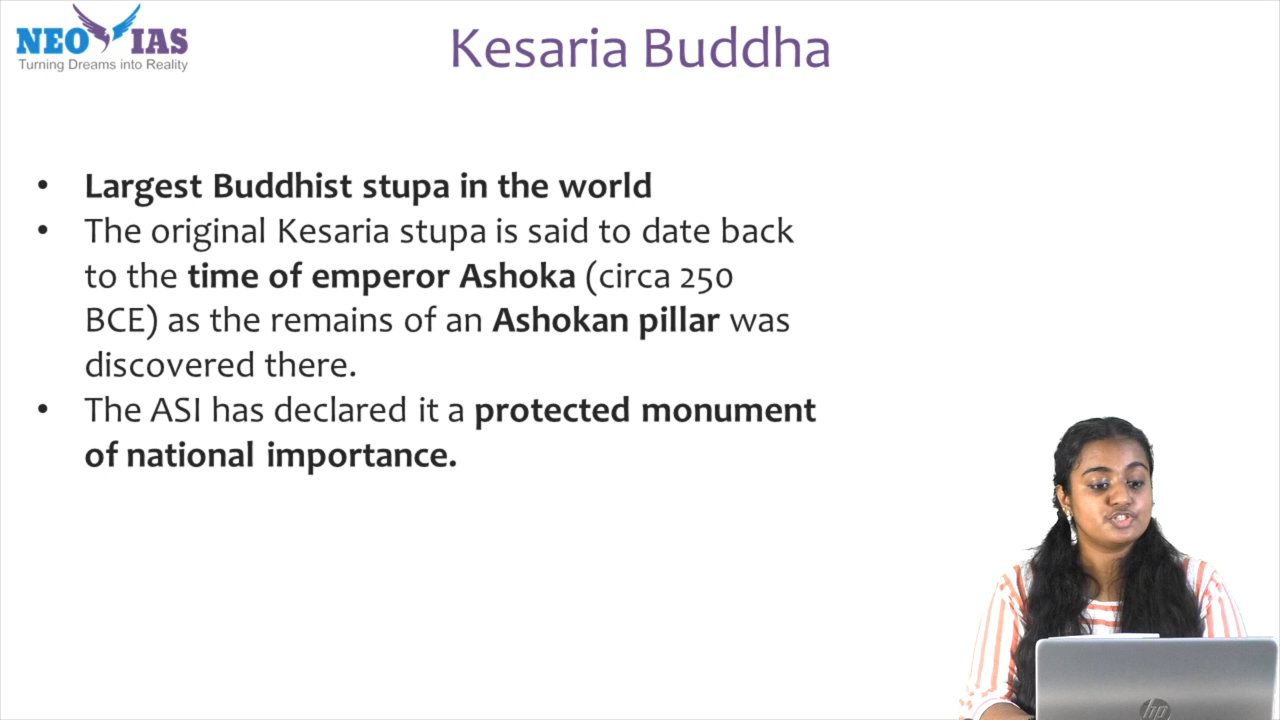 NEO IAS
Turning Dreams into Reality
Kesaria Buddha
• Largest Buddhist stupa in the world
• The original Kesaria stupa is said to date back
to the time of emperor Ashoka (circa 250
BCE) as the remains of an Ashokan pillar was
discovered there.
• The ASI has declared it a protected monument
of national importance.
hp